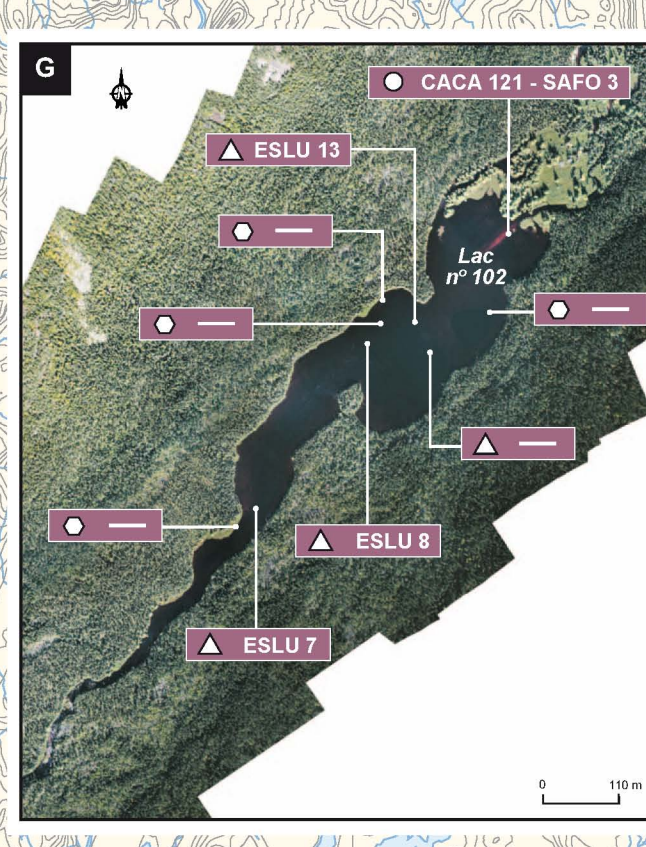 G
N
CACA 121 - SAFO 3
ESLU 13
Lac
nº 102
ESLU 8
ESLU 7
0 110 m